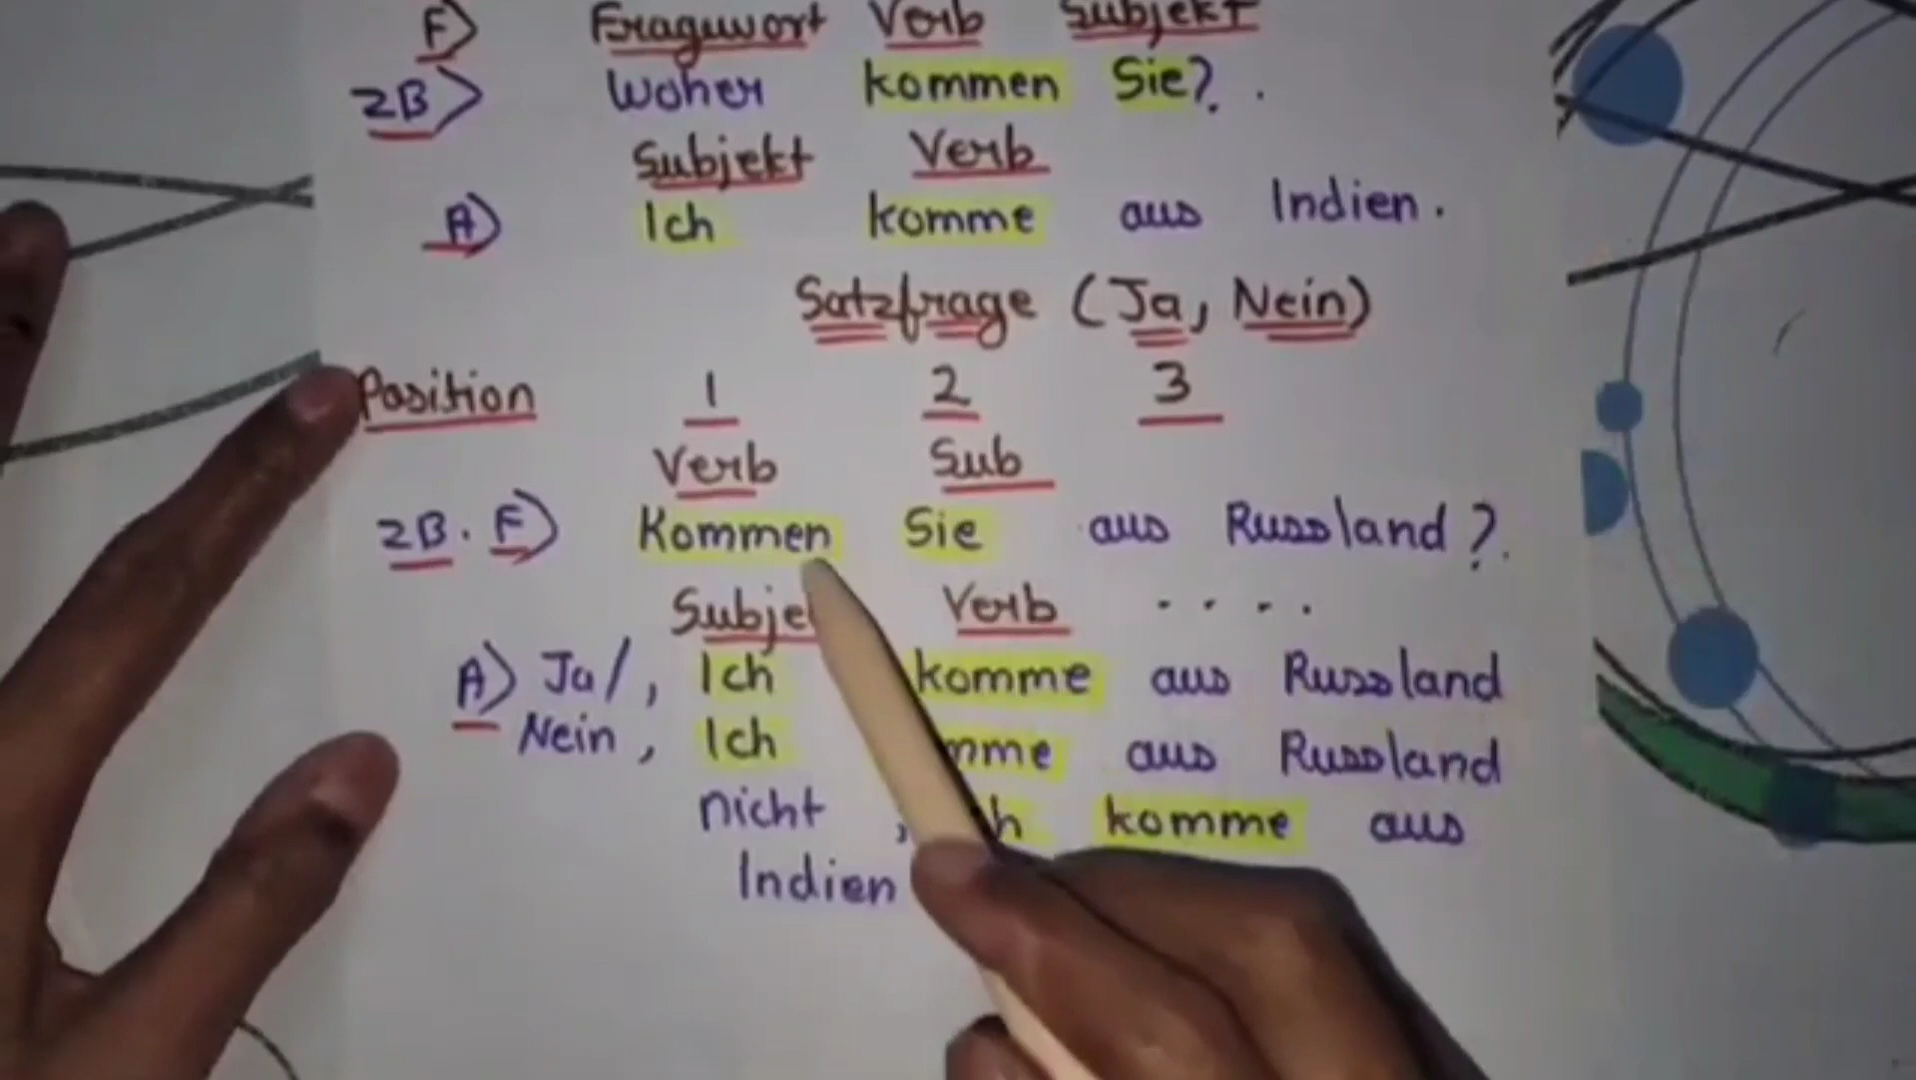 F) Fragewort Verb Subjekt
ZB> Woher kommen Sie? .
Subjekt Verb
A) Ich komme aus Indien.
Satzfrage (Ja, Nein)
Position 1 2 3
Verb Sub
ZB. F) Kommen Sie aus Russland?
Subje Verb . . . .
A) Ja/, Ich komme aus Russland
Nein, Ich mme aus Russland
nicht , h komme aus
Indien